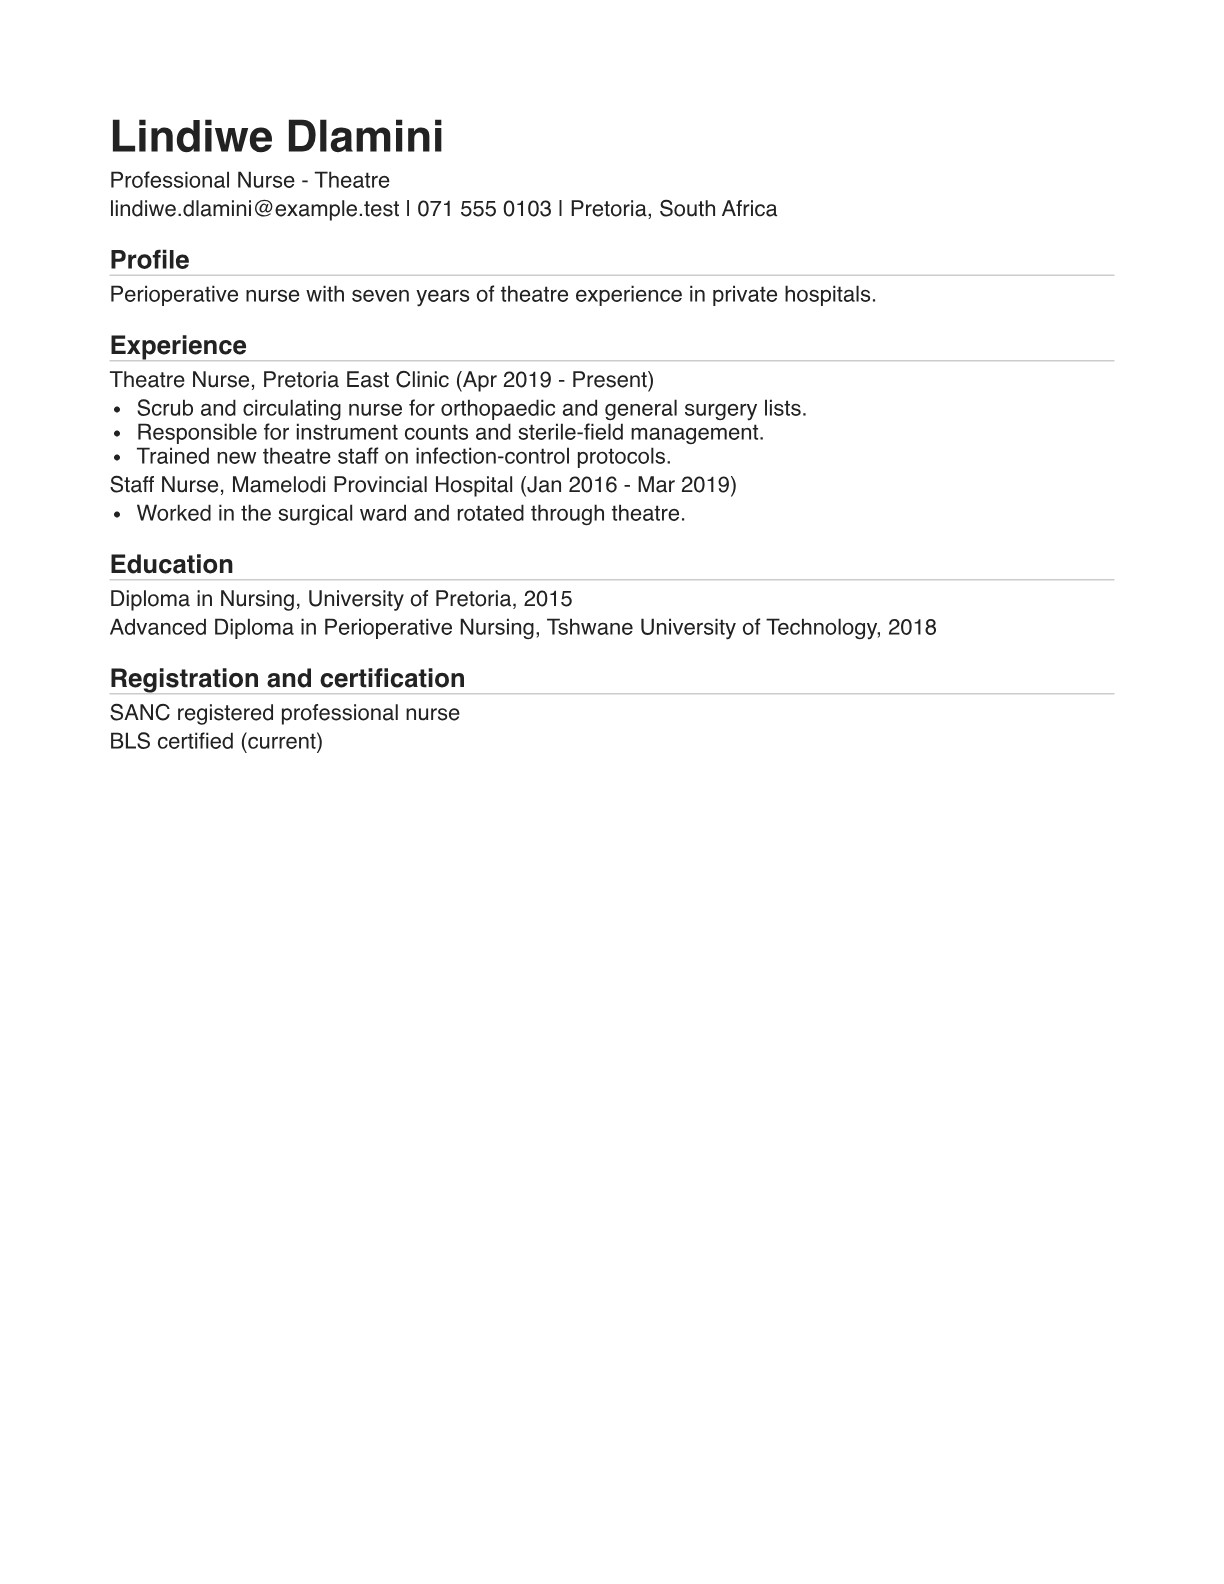 Lindiwe Dlamini
Professional Nurse - Theatre
lindiwe.dlamini@example.test | 071 555 0103 | Pretoria, South Africa
Profile
Perioperative nurse with seven years of theatre experience in private hospitals.
Experience
Theatre Nurse, Pretoria East Clinic (Apr 2019 - Present)
• Scrub and circulating nurse for orthopaedic and general surgery lists.
• Responsible for instrument counts and sterile-field management.
• Trained new theatre staff on infection-control protocols.
Staff Nurse, Mamelodi Provincial Hospital (Jan 2016 - Mar 2019)
• Worked in the surgical ward and rotated through theatre.
Education
Diploma in Nursing, University of Pretoria, 2015
Advanced Diploma in Perioperative Nursing, Tshwane University of Technology, 2018
Registration and certification
SANC registered professional nurse
BLS certified (current)